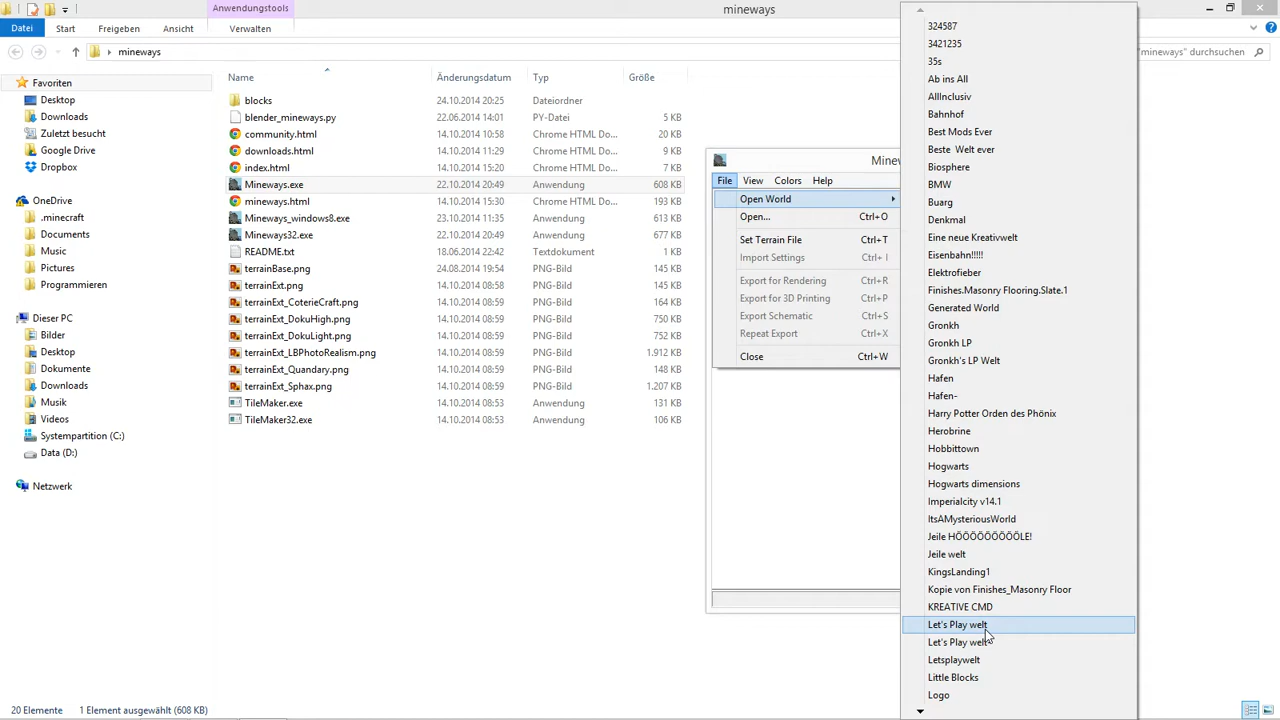 Anwendungstools
mineways
Datei
Start
Freigeben
Ansicht
Verwalten
mineways
"mineways" durchsuchen
Favoriten
Desktop
Downloads
Zuletzt besucht
Google Drive
Dropbox
OneDrive
.minecraft
Documents
Music
Pictures
Programmieren
Dieser PC
Bilder
Desktop
Dokumente
Downloads
Musik
Videos
Systempartition (C:)
Data (D:)
Netzwerk
Name Änderungsdatum Typ Größe
blocks 24.10.2014 20:25 Dateiordner
blender_mineways.py 22.06.2014 14:01 PY-Datei 5 KB
community.html 14.10.2014 10:58 Chrome HTML Do... 20 KB
downloads.html 14.10.2014 11:29 Chrome HTML Do... 9 KB
index.html 14.10.2014 15:20 Chrome HTML Do... 7 KB
Mineways.exe 22.10.2014 20:49 Anwendung 608 KB
mineways.html 14.10.2014 15:30 Chrome HTML Do... 193 KB
Mineways_windows8.exe 23.10.2014 11:35 Anwendung 613 KB
Mineways32.exe 22.10.2014 20:49 Anwendung 677 KB
README.txt 18.06.2014 22:42 Textdokument 1 KB
terrainBase.png 24.08.2014 19:54 PNG-Bild 145 KB
terrainExt.png 14.10.2014 08:58 PNG-Bild 145 KB
terrainExt_CoterieCraft.png 14.10.2014 08:59 PNG-Bild 164 KB
terrainExt_DokuHigh.png 14.10.2014 08:59 PNG-Bild 750 KB
terrainExt_DokuLight.png 14.10.2014 08:59 PNG-Bild 752 KB
terrainExt_LBPhotoRealism.png 14.10.2014 08:59 PNG-Bild 1.912 KB
terrainExt_Quandary.png 14.10.2014 08:59 PNG-Bild 148 KB
terrainExt_Sphax.png 14.10.2014 08:59 PNG-Bild 1.207 KB
TileMaker.exe 14.10.2014 08:53 Anwendung 131 KB
TileMaker32.exe 14.10.2014 08:53 Anwendung 106 KB
Minew
File View Colors Help
Open World
Open... Ctrl+O
Set Terrain File Ctrl+T
Import Settings Ctrl+ I
Export for Rendering Ctrl+R
Export for 3D Printing Ctrl+P
Export Schematic Ctrl+S
Repeat Export Ctrl+X
Close Ctrl+W
324587
3421235
35s
Ab ins All
AllInclusiv
Bahnhof
Best Mods Ever
Beste Welt ever
Biosphere
BMW
Buarg
Denkmal
Eine neue Kreativwelt
Eisenbahn!!!!!
Elektrofieber
Finishes.Masonry Flooring.Slate.1
Generated World
Gronkh
Gronkh LP
Gronkh's LP Welt
Hafen
Hafen-
Harry Potter Orden des Phönix
Herobrine
Hobbittown
Hogwarts
Hogwarts dimensions
Imperialcity v14.1
ItsAMysteriousWorld
Jeile HÖÖÖÖÖÖÖÖÖLE!
Jeile welt
KingsLanding1
Kopie von Finishes_Masonry Floor
KREATIVE CMD
Let's Play welt
Let's Play welt
Letsplaywelt
Little Blocks
Logo
20 Elemente 1 Element ausgewählt (608 KB)